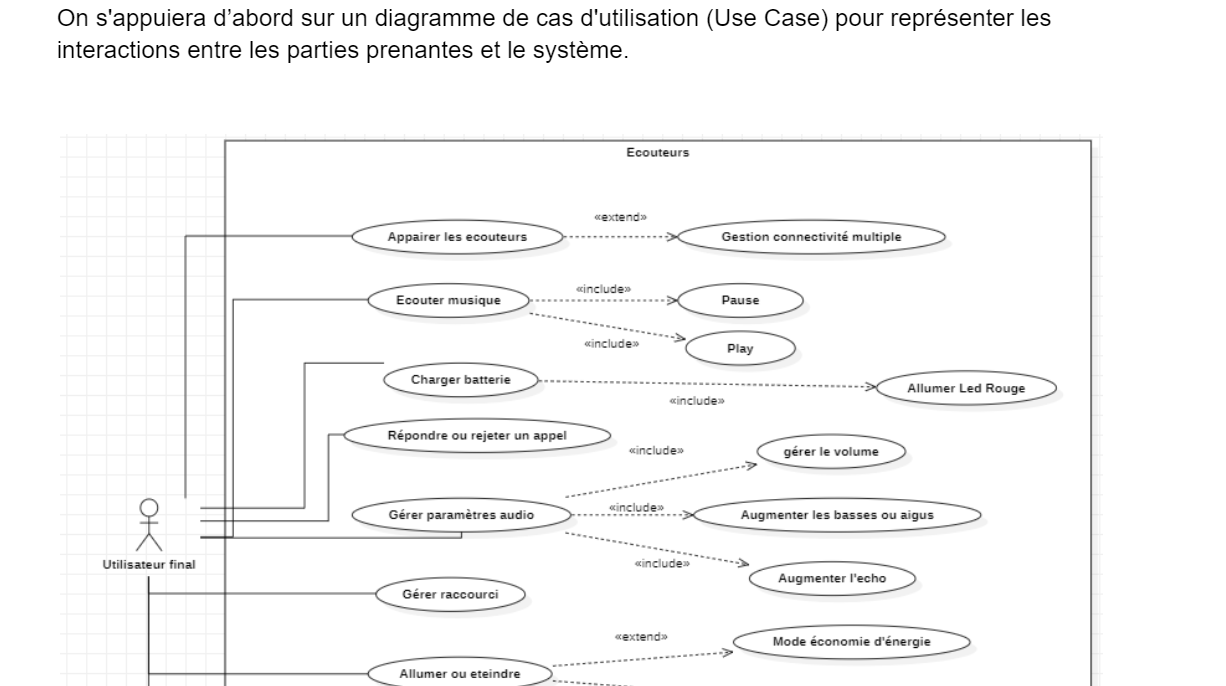 On s'appuiera d’abord sur un diagramme de cas d'utilisation (Use Case) pour représenter les
interactions entre les parties prenantes et le système.
Ecouteurs
«extend»
Appairer les ecouteurs
Gestion connectivité multiple
«include»
Ecouter musique
Pause
«include»
Play
Charger batterie
Allumer Led Rouge
«include»
Répondre ou rejeter un appel
«include»
gérer le volume
«include»
Gérer paramètres audio
Augmenter les basses ou aigus
«include»
Utilisateur final
Augmenter l'echo
Gérer raccourci
«extend»
Mode économie d'énergie
Allumer ou eteindre